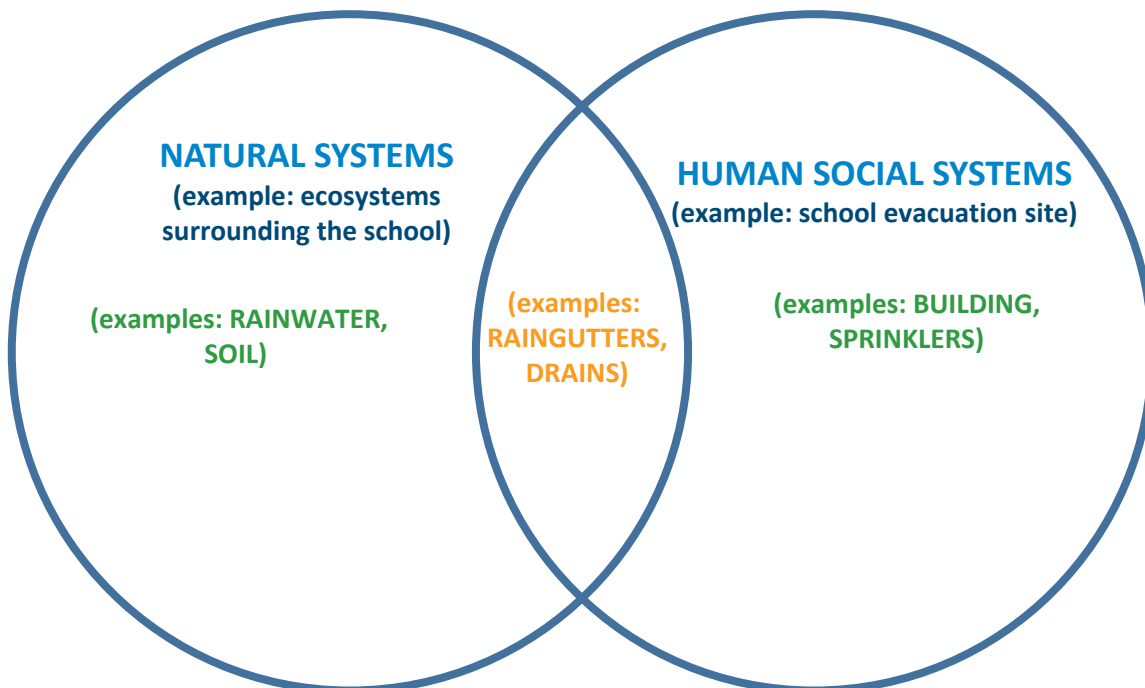 NATURAL SYSTEMS
(example: ecosystems
surrounding the school)
(examples: RAINWATER,
SOIL)
(examples:
RAINGUTTERS,
DRAINS)
HUMAN SOCIAL SYSTEMS
(example: school evacuation site)
(examples: BUILDING,
SPRINKLERS)